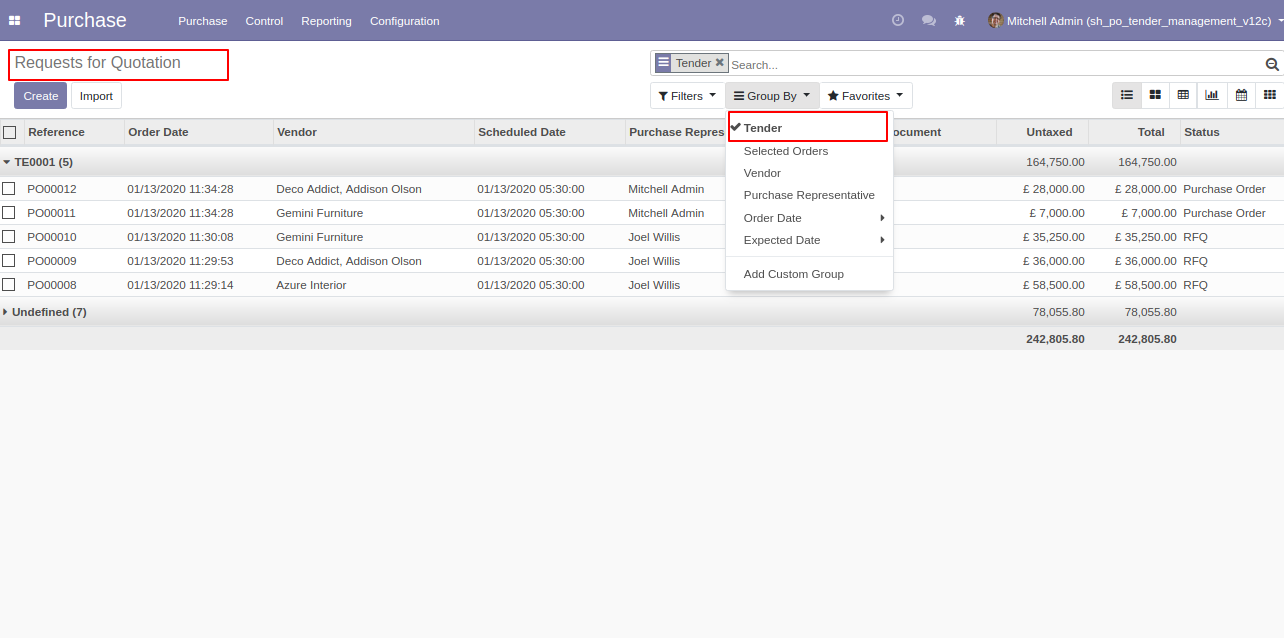 Purchase Purchase Control Reporting Configuration Mitchell Admin (sh_po_tender_management_v12c)
Requests for Quotation
Tender Search...
Create Import Filters Group By Favorites
Reference Order Date Vendor Scheduled Date Purchase Repres ocument Untaxed Total Status
Tender
Selected Orders
Vendor
Purchase Representative
Order Date
Expected Date
Add Custom Group
TE0001 (5) 164,750.00 164,750.00
PO00012 01/13/2020 11:34:28 Deco Addict, Addison Olson 01/13/2020 05:30:00 Mitchell Admin £ 28,000.00 £ 28,000.00 Purchase Order
PO00011 01/13/2020 11:34:28 Gemini Furniture 01/13/2020 05:30:00 Mitchell Admin £ 7,000.00 £ 7,000.00 Purchase Order
PO00010 01/13/2020 11:30:08 Gemini Furniture 01/13/2020 05:30:00 Joel Willis £ 35,250.00 £ 35,250.00 RFQ
PO00009 01/13/2020 11:29:53 Deco Addict, Addison Olson 01/13/2020 05:30:00 Joel Willis £ 36,000.00 £ 36,000.00 RFQ
PO00008 01/13/2020 11:29:14 Azure Interior 01/13/2020 05:30:00 Joel Willis £ 58,500.00 £ 58,500.00 RFQ
Undefined (7) 78,055.80 78,055.80
242,805.80 242,805.80